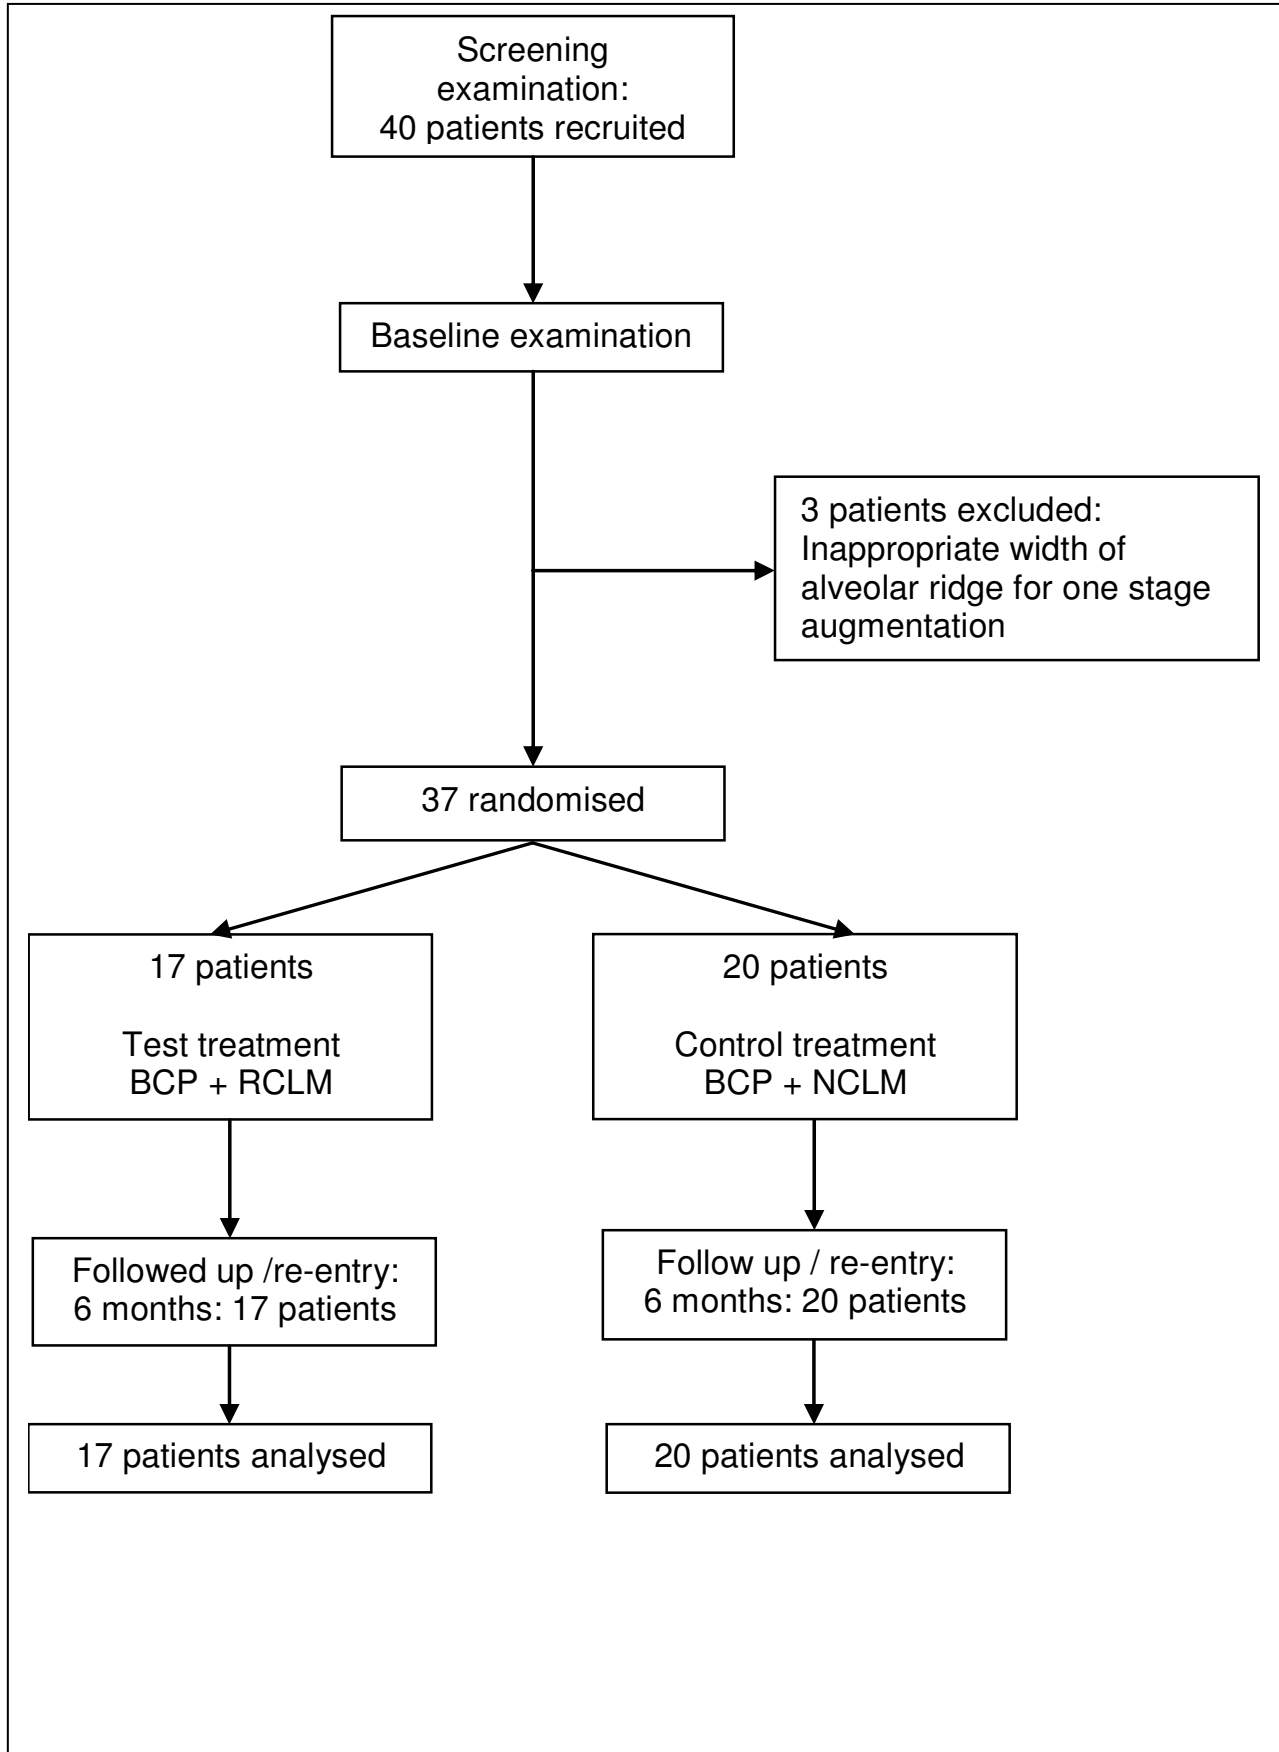 Screening
examination:
40 patients recruited
Baseline examination
3 patients excluded:
Inappropriate width of
alveolar ridge for one stage
augmentation
37 randomised
17 patients
Test treatment
BCP + RCLM
20 patients
Control treatment
BCP + NCLM
Followed up /re-entry:
6 months: 17 patients
Follow up / re-entry:
6 months: 20 patients
17 patients analysed
20 patients analysed